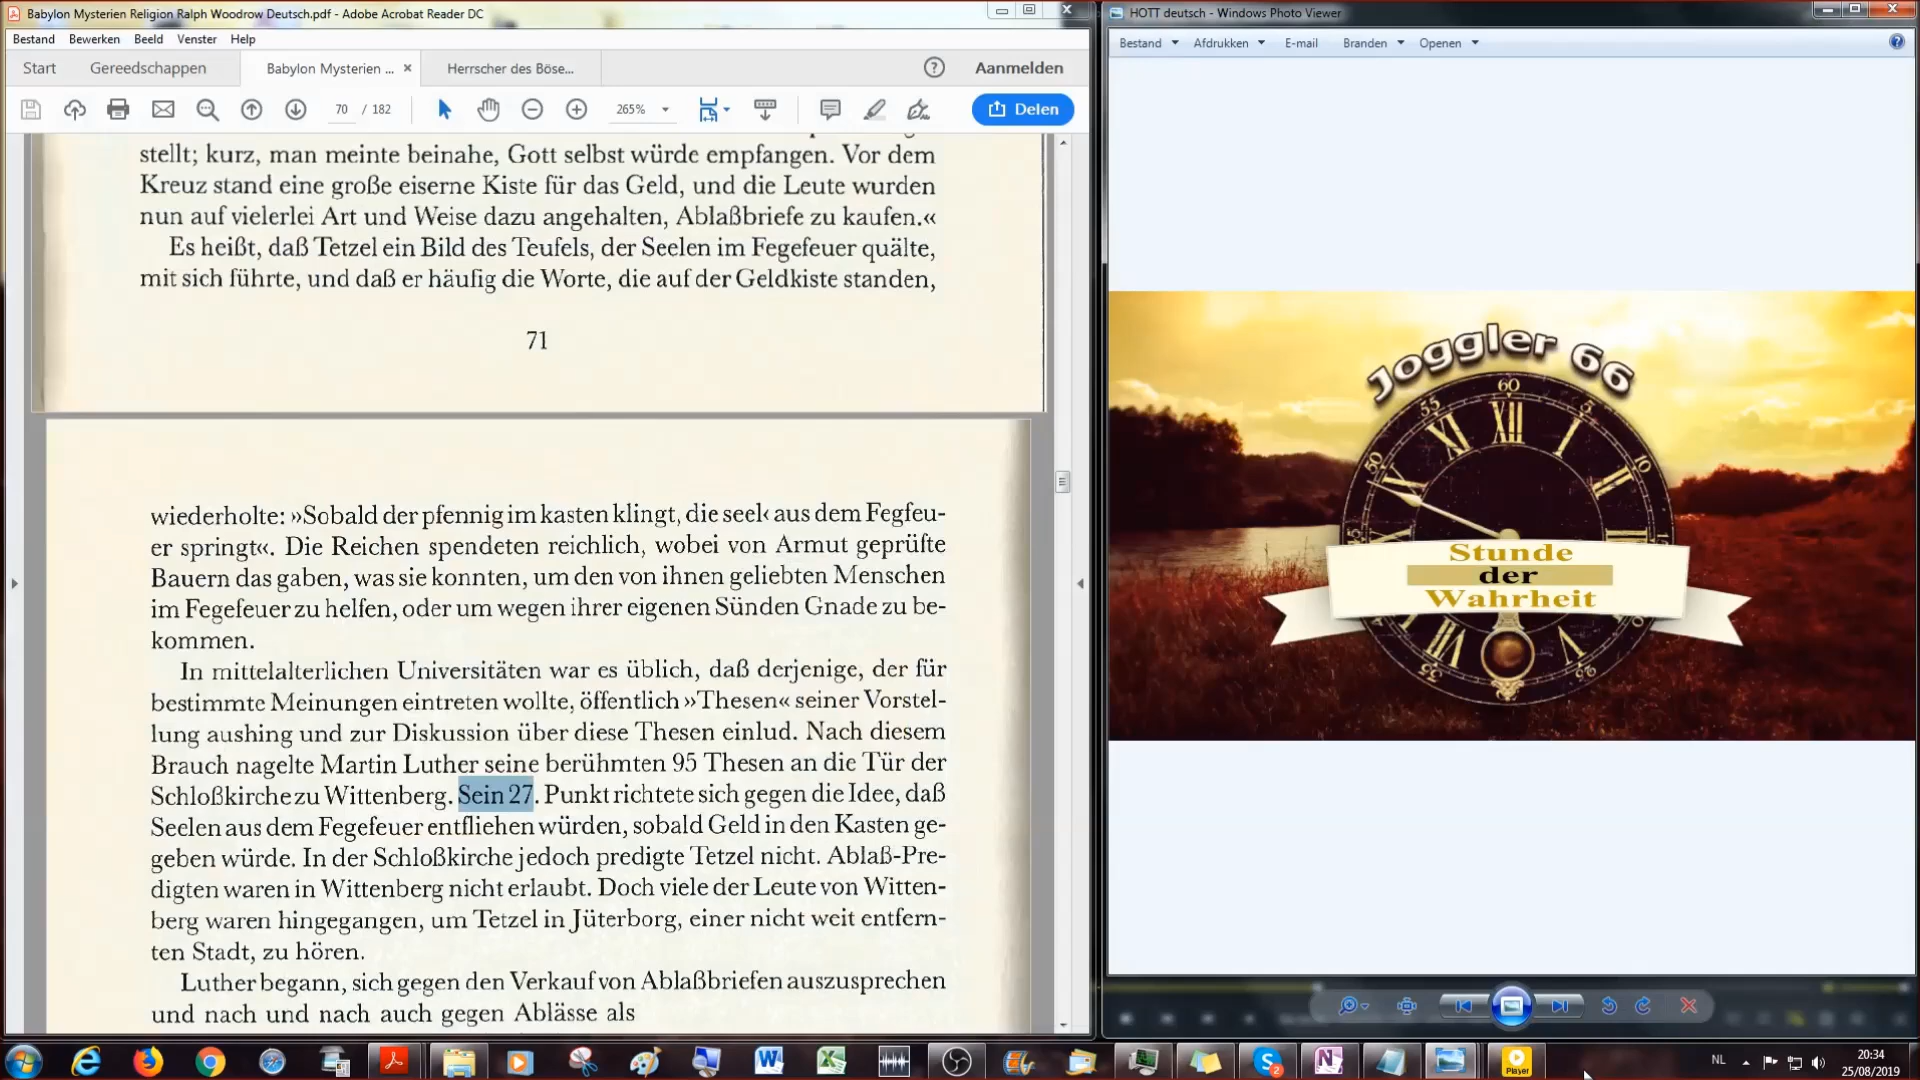 Babylon Mysterien Religion Ralph Woodrow Deutsch.pdf - Adobe Acrobat Reader DC
Bestand Bewerken Beeld Venster Help
Start Gereedschappen Babylon Mysterien ... × Herrscher des Böse... Aanmelden
70 / 182 265% Delen
stellt; kurz, man meinte beinahe, Gott selbst würde empfangen. Vor dem
Kreuz stand eine große eiserne Kiste für das Geld, und die Leute wurden
nun auf vielerlei Art und Weise dazu angehalten, Ablaßbriefe zu kaufen.«
Es heißt, daß Tetzel ein Bild des Teufels, der Seelen im Fegefeuer quälte,
mit sich führte, und daß er häufig die Worte, die auf der Geldkiste standen,
71
wiederholte: »Sobald der pfennig im kasten klingt, die seel‹ aus dem Fegfeu-
er springt«. Die Reichen spendeten reichlich, wobei von Armut geprüfte
Bauern das gaben, was sie konnten, um den von ihnen geliebten Menschen
im Fegefeuer zu helfen, oder um wegen ihrer eigenen Sünden Gnade zu be-
kommen.
In mittelalterlichen Universitäten war es üblich, daß derjenige, der für
bestimmte Meinungen eintreten wollte, öffentlich »Thesen« seiner Vorstel-
lung aushing und zur Diskussion über diese Thesen einlud. Nach diesem
Brauch nagelte Martin Luther seine berühmten 95 Thesen an die Tür der
Schloßkirche zu Wittenberg. Sein 27. Punkt richtete sich gegen die Idee, daß
Seelen aus dem Fegefeuer entfliehen würden, sobald Geld in den Kasten ge-
geben würde. In der Schloßkirche jedoch predigte Tetzel nicht. Ablaß-Pre-
digten waren in Wittenberg nicht erlaubt. Doch viele der Leute von Witten-
berg waren hingegangen, um Tetzel in Jüterborg, einer nicht weit entfern-
ten Stadt, zu hören.
Luther begann, sich gegen den Verkauf von Ablaßbriefen auszusprechen
und nach und nach auch gegen Ablässe als
HOTT deutsch - Windows Photo Viewer
Bestand Afdrukken E-mail Branden Openen
Joggler 66
60
55 5
XII I
50 10
Stunde
der
Wahrheit
NL
20:34
25/08/2019
Player